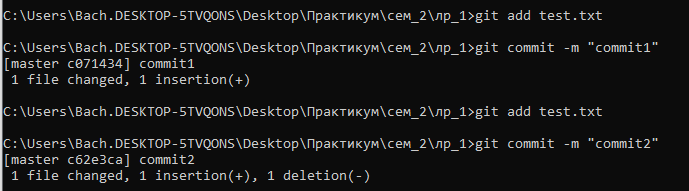 C:\Users\Bach.DESKTOP-5TVQONS\Desktop\Практикум\сем_2\лр_1>git add test.txt
C:\Users\Bach.DESKTOP-5TVQONS\Desktop\Практикум\сем_2\лр_1>git commit -m "commit1"
[master c071434] commit1
 1 file changed, 1 insertion(+)
C:\Users\Bach.DESKTOP-5TVQONS\Desktop\Практикум\сем_2\лр_1>git add test.txt
C:\Users\Bach.DESKTOP-5TVQONS\Desktop\Практикум\сем_2\лр_1>git commit -m "commit2"
[master c62e3ca] commit2
 1 file changed, 1 insertion(+), 1 deletion(-)